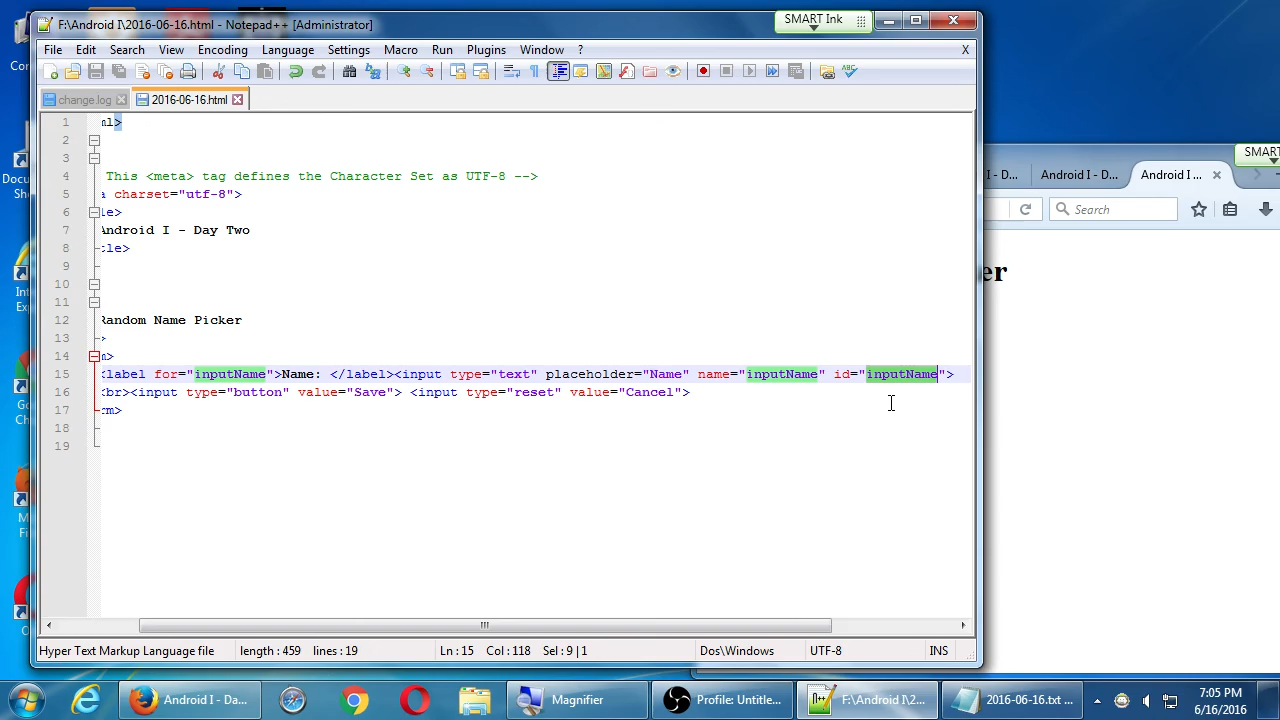 F:\Android I\2016-06-16.html - Notepad++ [Administrator]
SMART Ink
File Edit Search View Encoding Language Settings Macro Run Plugins Window ? X
change.log 2016-06-16.html
1 ml>
2
3
4 This <meta> tag defines the Character Set as UTF-8 -->
5 a charset="utf-8">
6 le>
7 Android I - Day Two
8 tle>
9
10
11
12 Random Name Picker
13 >
14 m>
15 <label for="inputName">Name: </label><input type="text" placeholder="Name" name="inputName" id="inputName">
16 <br><input type="button" value="Save"> <input type="reset" value="Cancel">
17 rm>
18
19
Hyper Text Markup Language file length : 459 lines : 19 Ln : 15 Col : 118 Sel : 9 | 1 Dos\Windows UTF-8 INS
SMART
I - D... Android I - D... Android I ...
Search
er
Android I - Da... Magnifier Profile: Untitle... F:\Android I\2... 2016-06-16.txt ... 7:05 PM
6/16/2016